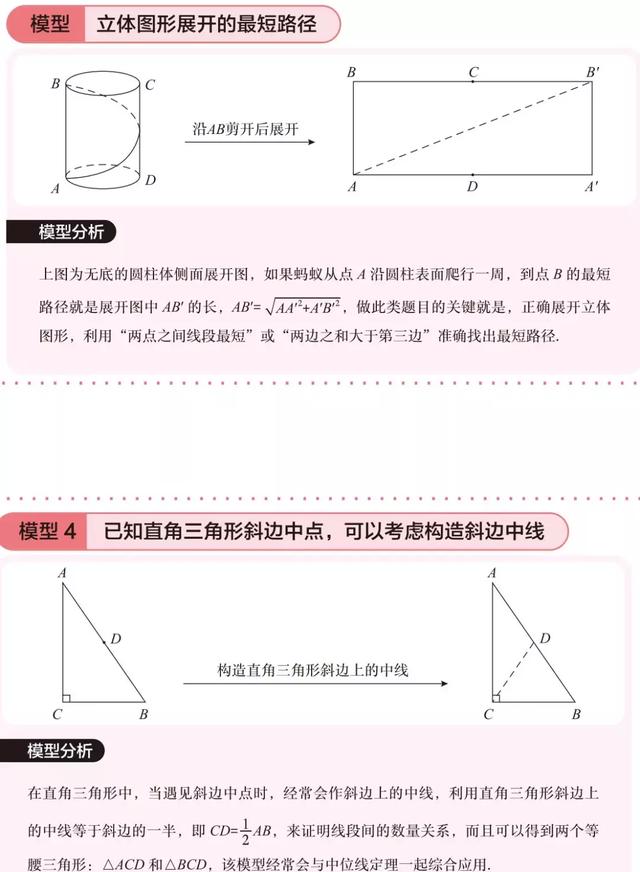 模型 立体图形展开的最短路径
B C B C B′
沿AB剪开后展开
A D A D A′
模型分析
上图为无底的圆柱体侧面展开图，如果蚂蚁从点 A 沿圆柱表面爬行一周，到点 B 的最短
路径就是展开图中 AB′ 的长，AB′=√AA′²+A′B′²，做此类题目的关键就是，正确展开立体
图形，利用“两点之间线段最短”或“两边之和大于第三边”准确找出最短路径.
模型 4 已知直角三角形斜边中点，可以考虑构造斜边中线
A A
D D
构造直角三角形斜边上的中线
C B C B
模型分析
在直角三角形中，当遇见斜边中点时，经常会作斜边上的中线，利用直角三角形斜边上
的中线等于斜边的一半，即 CD=1/2AB，来证明线段间的数量关系，而且可以得到两个等
腰三角形：△ACD 和△BCD，该模型经常会与中位线定理一起综合应用.